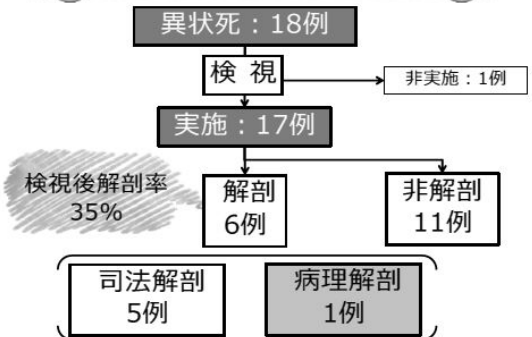 異状死：18例
検 視
非実施：1例
実施：17例
検視後解剖率
35%
解剖
6例
非解剖
11例
司法解剖
5例
病理解剖
1例